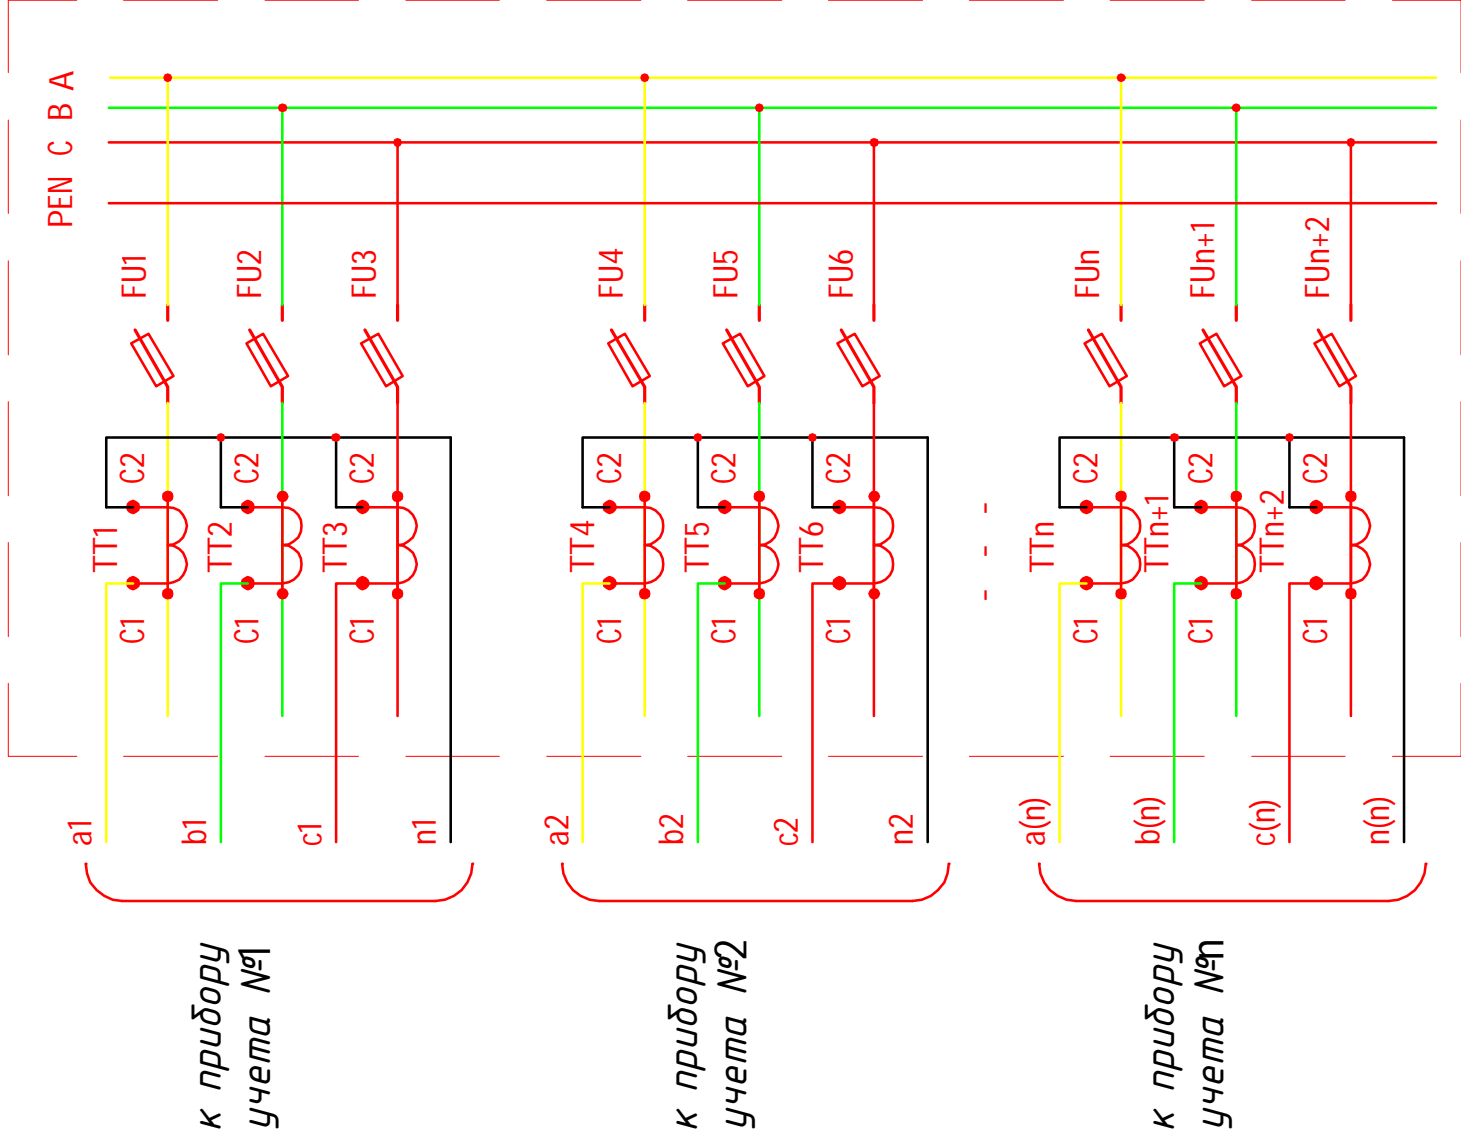 A
B
C
PEN
FU1
FU2
FU3
FU4
FU5
FU6
FUn
FUn+1
FUn+2
C2
C2
C2
C2
C2
C2
C2
C2
C2
TT1
TT2
TT3
TT4
TT5
TT6
TTn
TTn+1
TTn+2
C1
C1
C1
C1
C1
C1
C1
C1
C1
a1
b1
c1
n1
a2
b2
c2
n2
a(n)
b(n)
c(n)
n(n)
к прибору
учета №1
к прибору
учета №2
к прибору
учета №n